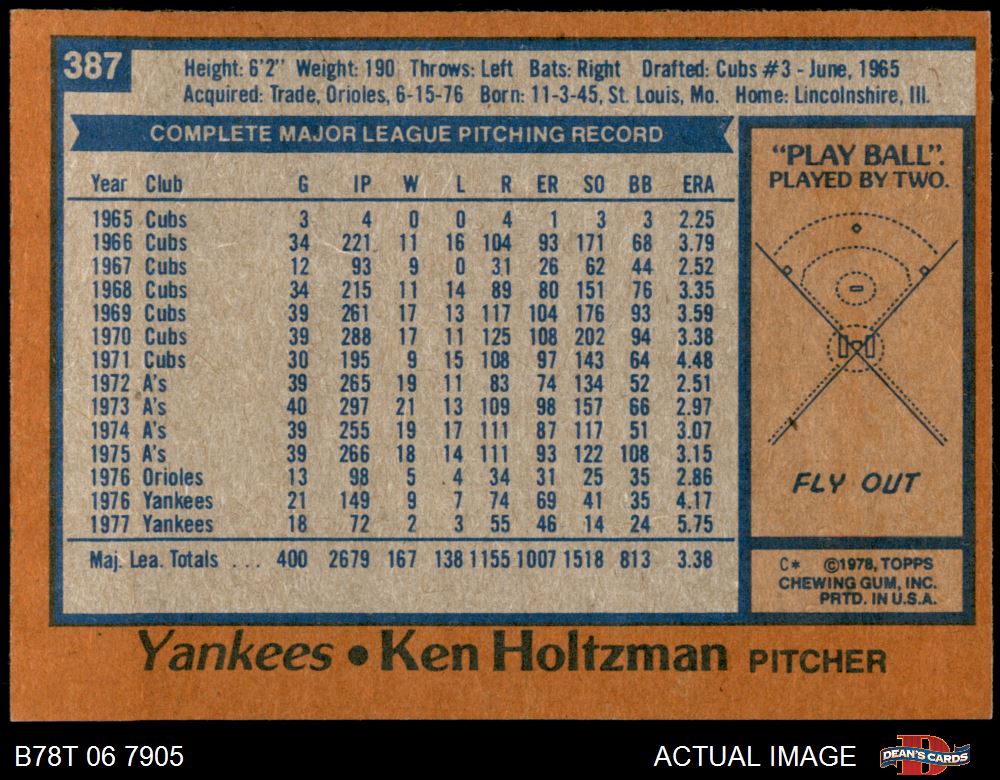 387
Height: 6'2" Weight: 190 Throws: Left Bats: Right Drafted: Cubs #3 - June, 1965
Acquired: Trade, Orioles, 6-15-76 Born: 11-3-45, St. Louis, Mo. Home: Lincolnshire, Ill.
COMPLETE MAJOR LEAGUE PITCHING RECORD
Year Club G IP W L R ER SO BB ERA
1965 Cubs 3 4 0 0 4 1 3 3 2.25
1966 Cubs 34 221 11 16 104 93 171 68 3.79
1967 Cubs 12 93 9 0 31 26 62 44 2.52
1968 Cubs 34 215 11 14 89 80 151 76 3.35
1969 Cubs 39 261 17 13 117 104 176 93 3.59
1970 Cubs 39 288 17 11 125 108 202 94 3.38
1971 Cubs 30 195 9 15 108 97 143 64 4.48
1972 A's 39 265 19 11 83 74 134 52 2.51
1973 A's 40 297 21 13 109 98 157 66 2.97
1974 A's 39 255 19 17 111 87 117 51 3.07
1975 A's 39 266 18 14 111 93 122 108 3.15
1976 Orioles 13 98 5 4 34 31 25 35 2.86
1976 Yankees 21 149 9 7 74 69 41 35 4.17
1977 Yankees 18 72 2 3 55 46 14 24 5.75
Maj. Lea. Totals . . . 400 2679 167 138 1155 1007 1518 813 3.38
"PLAY BALL".
PLAYED BY TWO.
FLY OUT
C* ©1978, TOPPS
CHEWING GUM, INC.
PRTD. IN U.S.A.
Yankees • Ken Holtzman PITCHER
B78T 06 7905
ACTUAL IMAGE
DEAN'S CARDS